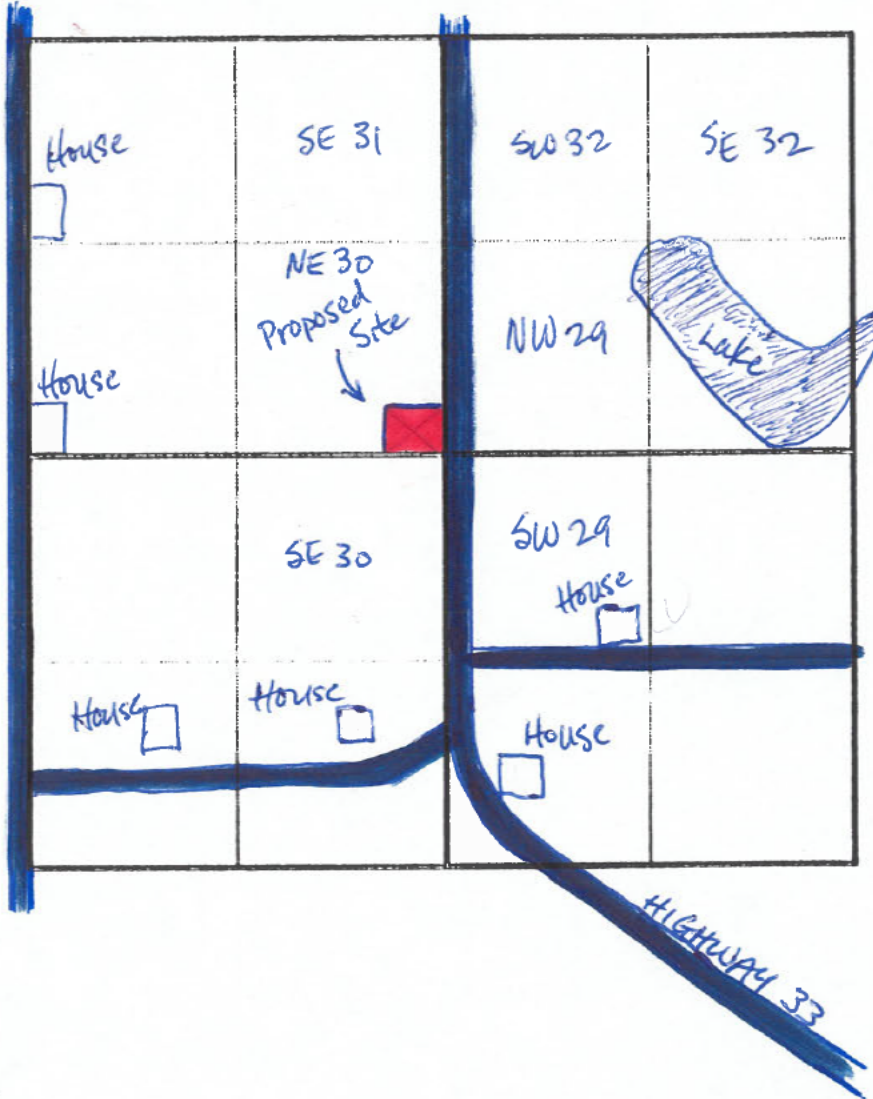 House
SE 31
SW 32
SE 32
NE 30
Proposed
Site
NW 29
Lake
House
SE 30
SW 29
House
House
House
House
HIGHWAY 33